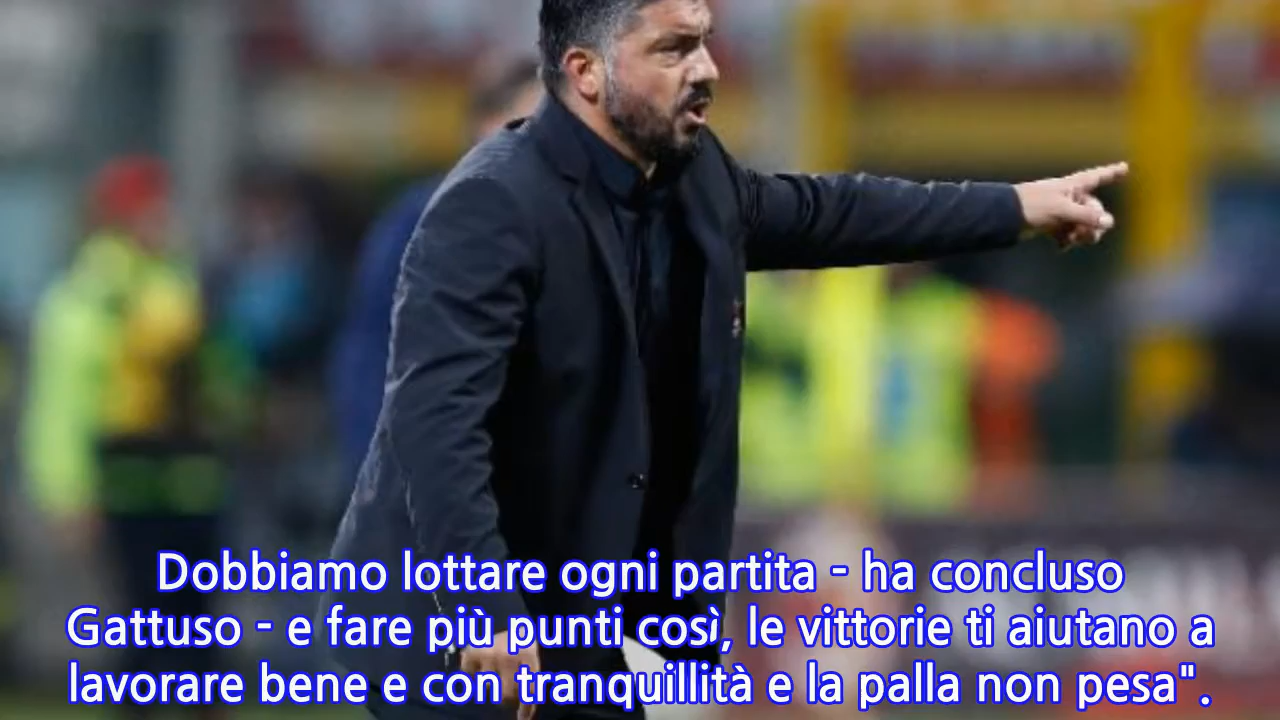 Dobbiamo lottare ogni partita - ha concluso
Gattuso - e fare più punti così, le vittorie ti aiutano a
lavorare bene e con tranquillità e la palla non pesa".